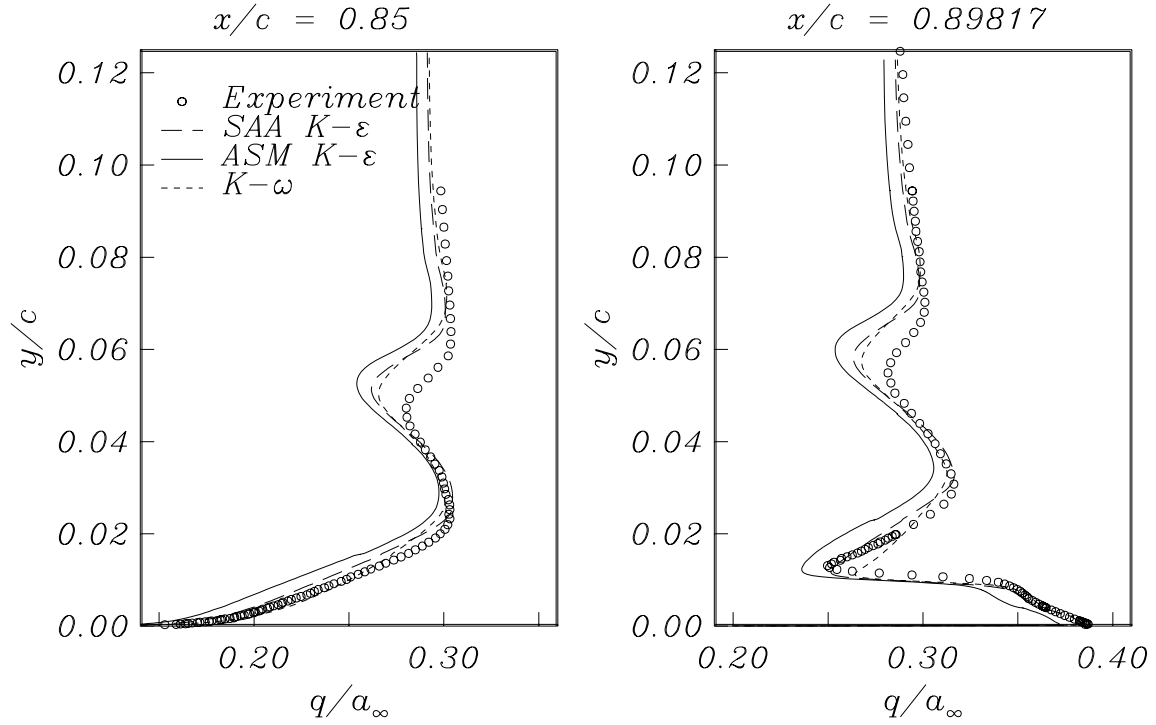 x/c = 0.85
0.12
0.10
0.08
0.06
0.04
0.02
0.00
y/c
Experiment
SAA K-ε
ASM K-ε
K-ω
0.20 0.30
q/a∞
x/c = 0.89817
0.12
0.10
0.08
0.06
0.04
0.02
0.00
y/c
0.20 0.30 0.40
q/a∞